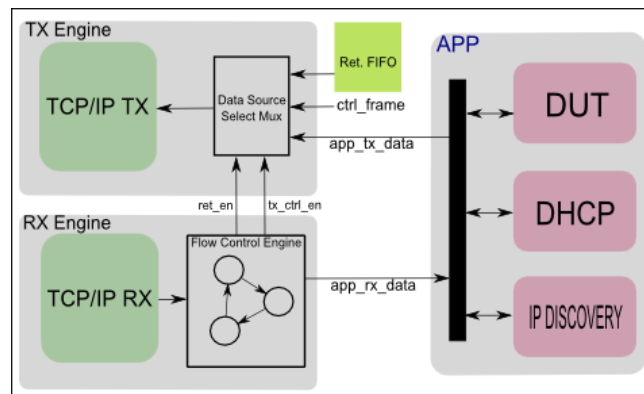 TX Engine
TCP/IP TX
Data Source
Select Mux
Ret. FIFO
ctrl_frame
app_tx_data
ret_en
tx_ctrl_en
RX Engine
TCP/IP RX
Flow Control Engine
app_rx_data
APP
DUT
DHCP
IP DISCOVERY